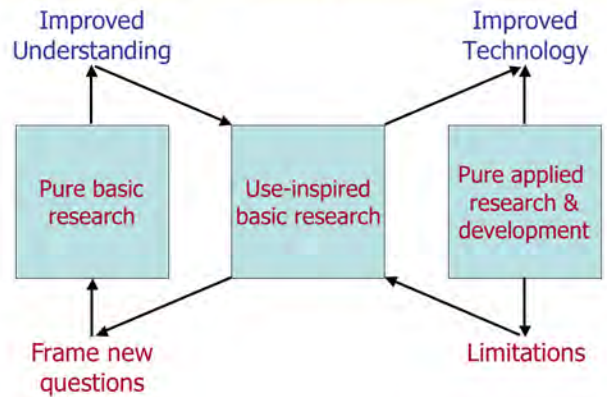 Improved
Understanding
Improved
Technology
Pure basic
research
Use-inspired
basic research
Pure applied
research &
development
Frame new
questions
Limitations